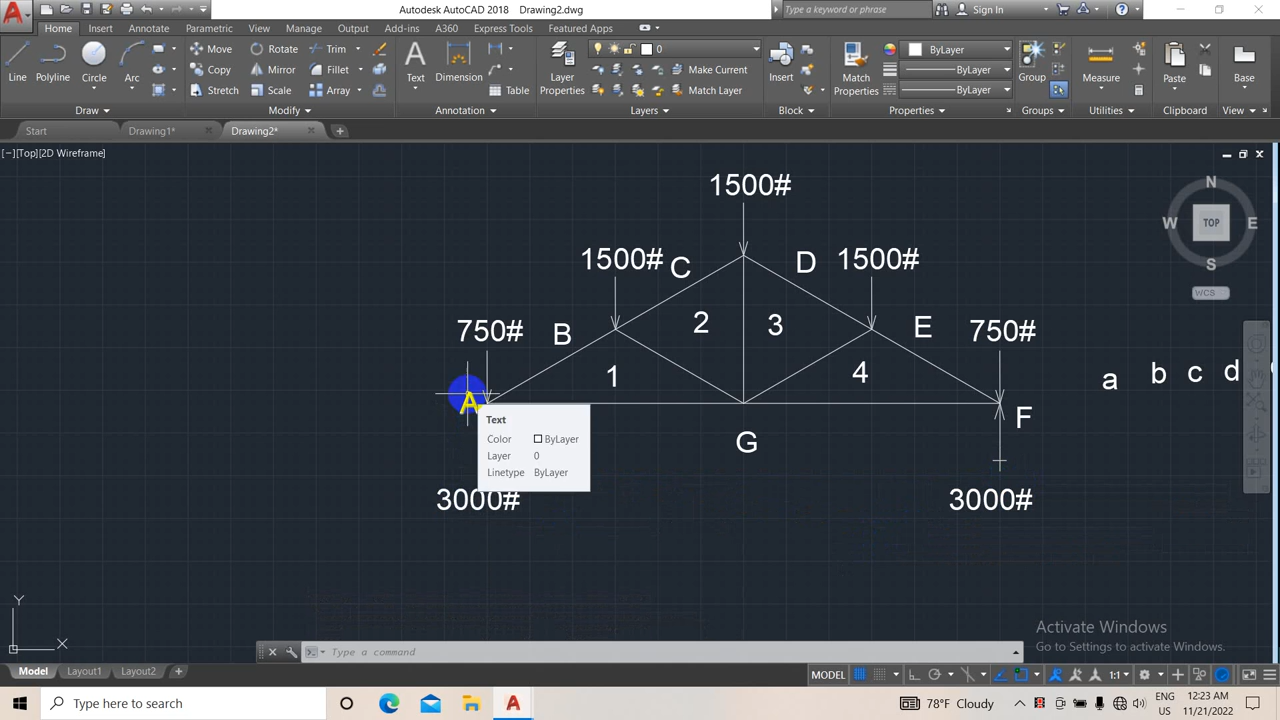 Autodesk AutoCAD 2018 Drawing2.dwg
Type a keyword or phrase
Sign In
Home Insert Annotate Parametric View Manage Output Add-ins A360 Express Tools Featured Apps
Line Polyline Circle Arc
Move Rotate Trim
Copy Mirror Fillet
Stretch Scale Array
Text Dimension Table
Layer Properties
0
Make Current
Match Layer
Insert
Match Properties
ByLayer
ByLayer
ByLayer
Group
Measure
Paste
Base
Draw Modify Annotation Layers Block Properties Groups Utilities Clipboard View
Start Drawing1* Drawing2*
[−][Top][2D Wireframe]
N
W TOP E
S
WCS
1500#
1500# C D 1500#
750# B 2 3 E 750#
1 4 a b c d
A F
G
Text
Color ByLayer
Layer 0
Linetype ByLayer
3000# 3000#
Y
X
Activate Windows
Go to Settings to activate Windows.
Type a command
Model Layout1 Layout2
MODEL 1:1
Type here to search
78°F Cloudy
ENG
US
12:23 AM
11/21/2022